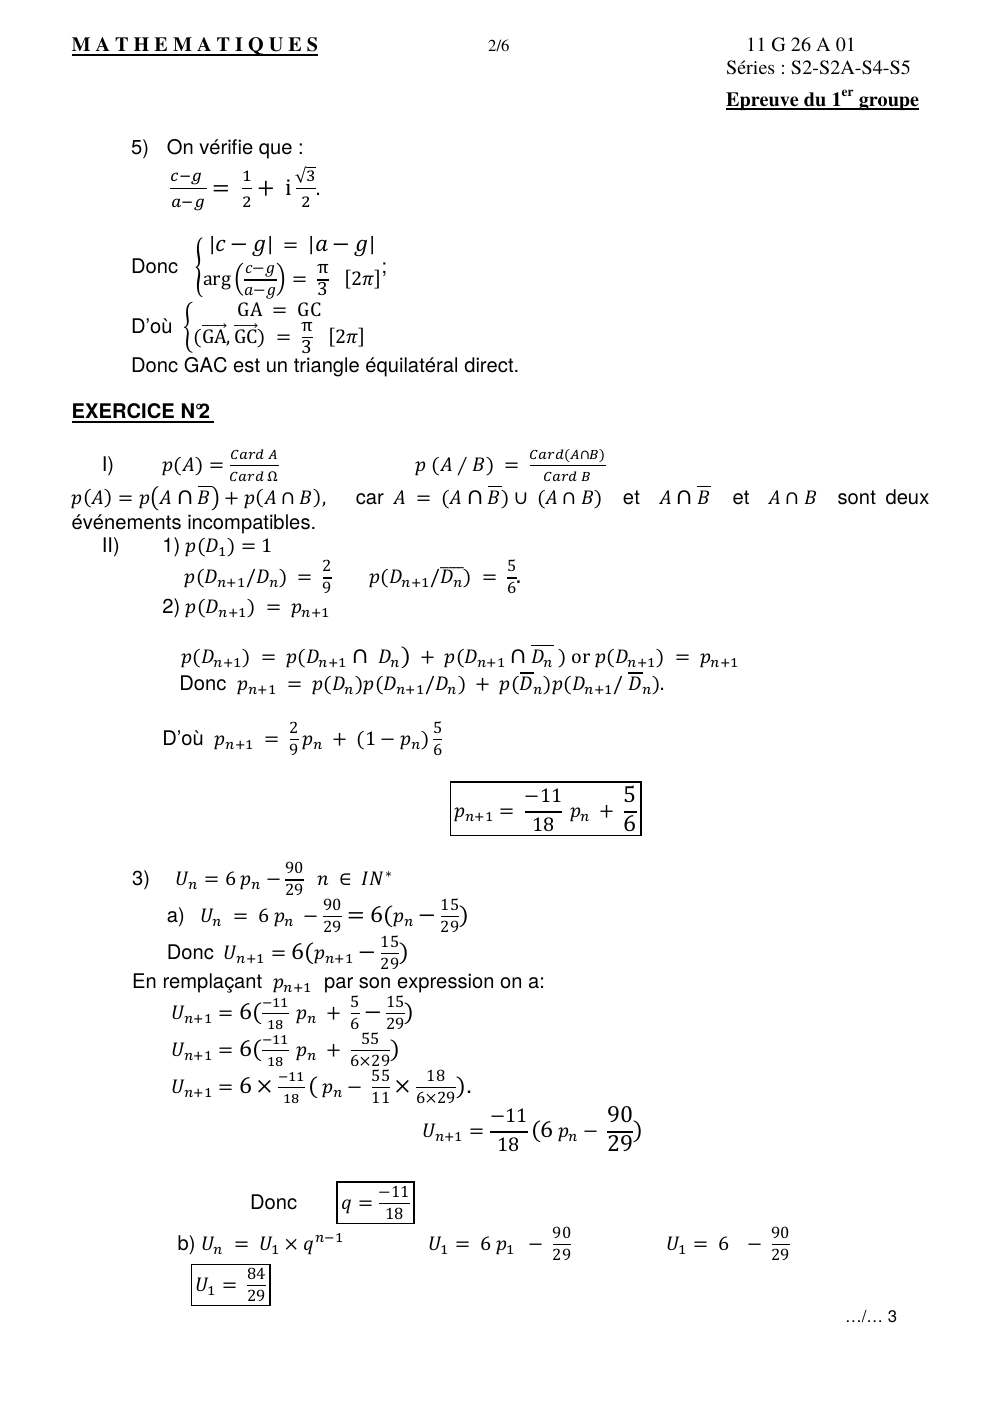 M A T H E M A T I Q U E S 2/6 11 G 26 A 01
Séries : S2-S2A-S4-S5
Epreuve du 1er groupe
5) On vérifie que :
(c−g)/(a−g) = 1/2 + i √3/2.
Donc { |c − g| = |a − g|
arg((c−g)/(a−g)) = π/3 [2π];
D’où { GA = GC
(GA→, GC→) = π/3 [2π]
Donc GAC est un triangle équilatéral direct.
EXERCICE N°2
I) p(A) = Card A / Card Ω p (A / B) = Card(A∩B) / Card B
p(A) = p(A ∩ B̅) + p(A ∩ B), car A = (A ∩ B̅) ∪ (A ∩ B) et A ∩ B̅ et A ∩ B sont deux
événements incompatibles.
II) 1) p(D₁) = 1
p(Dₙ₊₁/Dₙ) = 2/9 p(Dₙ₊₁/D̅ₙ) = 5/6.
2) p(Dₙ₊₁) = pₙ₊₁
p(Dₙ₊₁) = p(Dₙ₊₁ ∩ Dₙ) + p(Dₙ₊₁ ∩ D̅ₙ ) or p(Dₙ₊₁) = pₙ₊₁
Donc pₙ₊₁ = p(Dₙ)p(Dₙ₊₁/Dₙ) + p(D̅ₙ)p(Dₙ₊₁/ D̅ₙ).
D’où pₙ₊₁ = 2/9 pₙ + (1 − pₙ) 5/6
pₙ₊₁ = −11/18 pₙ + 5/6
3) Uₙ = 6 pₙ − 90/29 n ∈ IN*
a) Uₙ = 6 pₙ − 90/29 = 6(pₙ − 15/29)
Donc Uₙ₊₁ = 6(pₙ₊₁ − 15/29)
En remplaçant pₙ₊₁ par son expression on a:
Uₙ₊₁ = 6(−11/18 pₙ + 5/6 − 15/29)
Uₙ₊₁ = 6(−11/18 pₙ + 55/(6×29))
Uₙ₊₁ = 6 × −11/18 ( pₙ − 55/11 × 18/(6×29)).
Uₙ₊₁ = −11/18 (6 pₙ − 90/29)
Donc q = −11/18
b) Uₙ = U₁ × qⁿ⁻¹ U₁ = 6 p₁ − 90/29 U₁ = 6 − 90/29
U₁ = 84/29
…/… 3